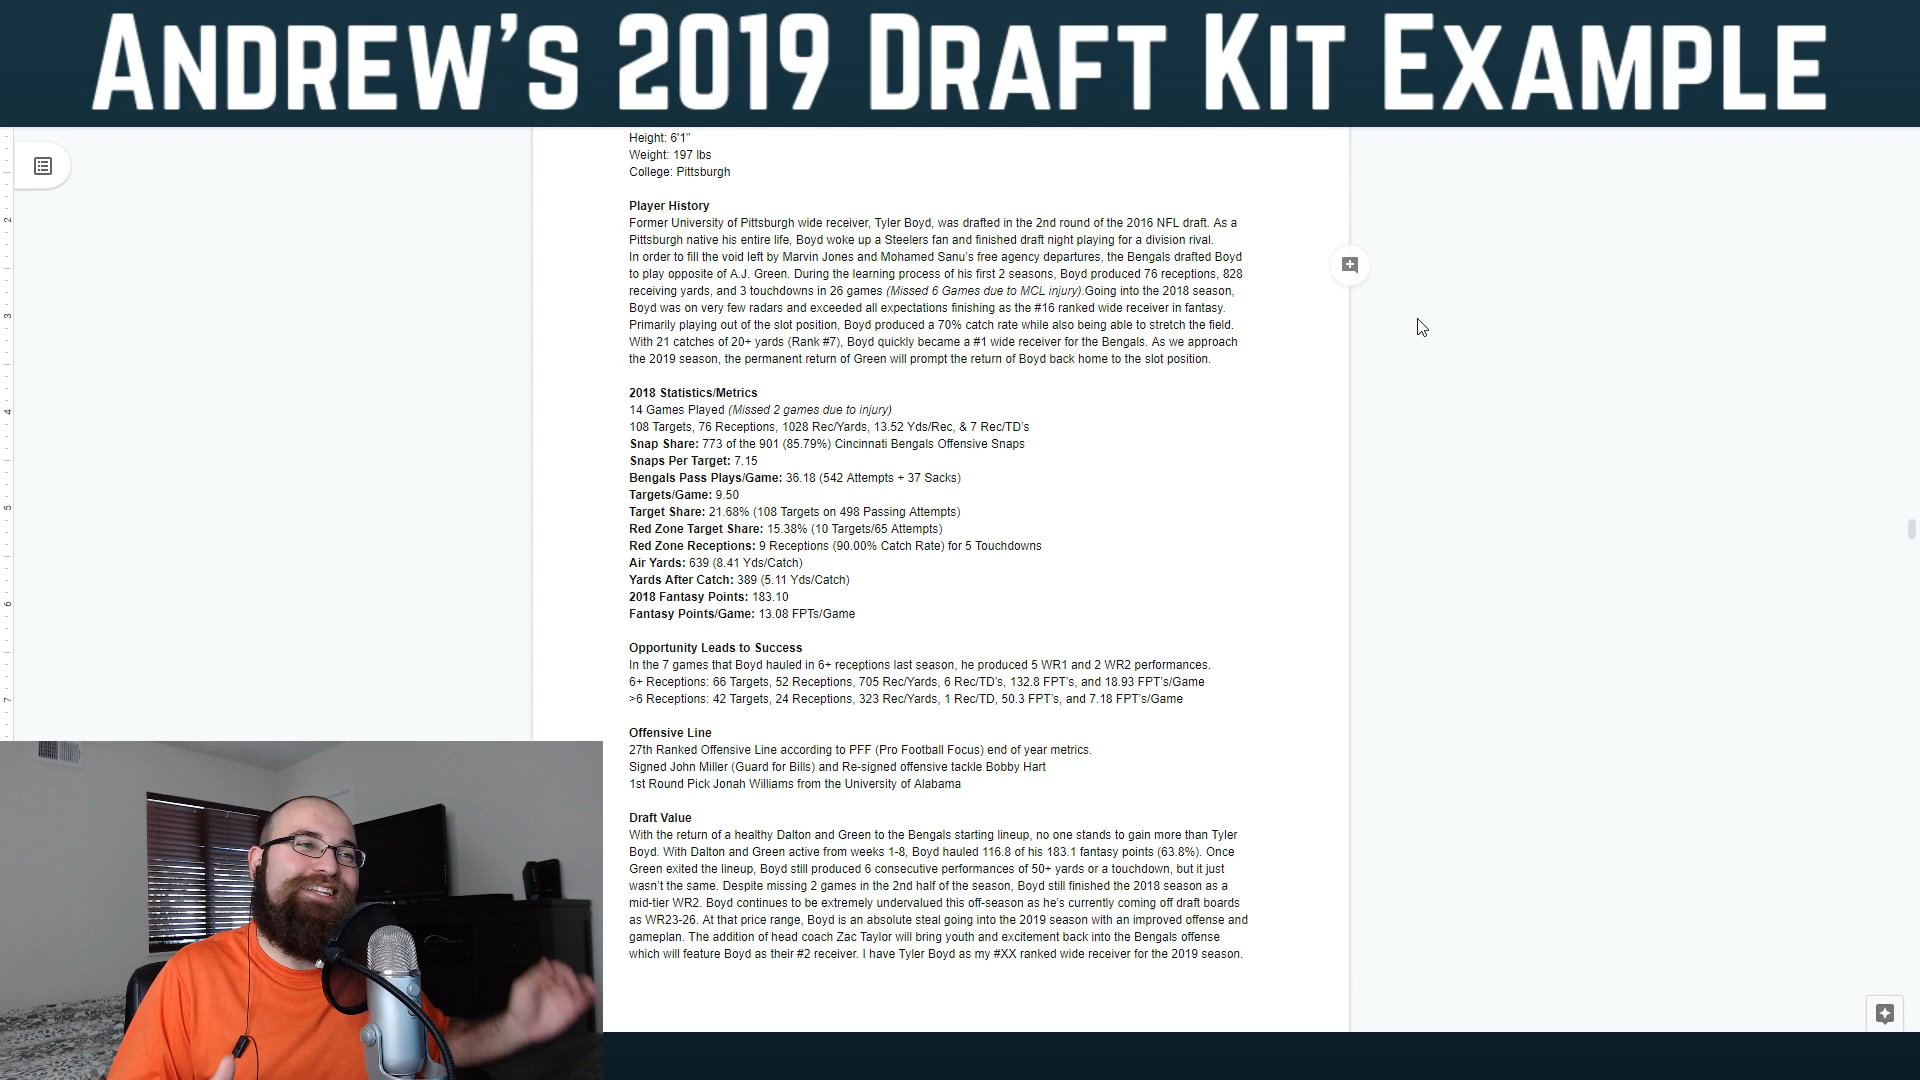 ANDREW'S 2019 DRAFT KIT EXAMPLE
Height: 6'1"
Weight: 197 lbs
College: Pittsburgh
Player History
Former University of Pittsburgh wide receiver, Tyler Boyd, was drafted in the 2nd round of the 2016 NFL draft. As a
Pittsburgh native his entire life, Boyd woke up a Steelers fan and finished draft night playing for a division rival.
In order to fill the void left by Marvin Jones and Mohamed Sanu's free agency departures, the Bengals drafted Boyd
to play opposite of A.J. Green. During the learning process of his first 2 seasons, Boyd produced 76 receptions, 828
receiving yards, and 3 touchdowns in 26 games (Missed 6 Games due to MCL injury).Going into the 2018 season,
Boyd was on very few radars and exceeded all expectations finishing as the #16 ranked wide receiver in fantasy.
Primarily playing out of the slot position, Boyd produced a 70% catch rate while also being able to stretch the field.
With 21 catches of 20+ yards (Rank #7), Boyd quickly became a #1 wide receiver for the Bengals. As we approach
the 2019 season, the permanent return of Green will prompt the return of Boyd back home to the slot position.
2018 Statistics/Metrics
14 Games Played (Missed 2 games due to injury)
108 Targets, 76 Receptions, 1028 Rec/Yards, 13.52 Yds/Rec, & 7 Rec/TD's
Snap Share: 773 of the 901 (85.79%) Cincinnati Bengals Offensive Snaps
Snaps Per Target: 7.15
Bengals Pass Plays/Game: 36.18 (542 Attempts + 37 Sacks)
Targets/Game: 9.50
Target Share: 21.68% (108 Targets on 498 Passing Attempts)
Red Zone Target Share: 15.38% (10 Targets/65 Attempts)
Red Zone Receptions: 9 Receptions (90.00% Catch Rate) for 5 Touchdowns
Air Yards: 639 (8.41 Yds/Catch)
Yards After Catch: 389 (5.11 Yds/Catch)
2018 Fantasy Points: 183.10
Fantasy Points/Game: 13.08 FPTs/Game
Opportunity Leads to Success
In the 7 games that Boyd hauled in 6+ receptions last season, he produced 5 WR1 and 2 WR2 performances.
6+ Receptions: 66 Targets, 52 Receptions, 705 Rec/Yards, 6 Rec/TD's, 132.8 FPT's, and 18.93 FPT's/Game
>6 Receptions: 42 Targets, 24 Receptions, 323 Rec/Yards, 1 Rec/TD, 50.3 FPT's, and 7.18 FPT's/Game
Offensive Line
27th Ranked Offensive Line according to PFF (Pro Football Focus) end of year metrics.
Signed John Miller (Guard for Bills) and Re-signed offensive tackle Bobby Hart
1st Round Pick Jonah Williams from the University of Alabama
Draft Value
With the return of a healthy Dalton and Green to the Bengals starting lineup, no one stands to gain more than Tyler
Boyd. With Dalton and Green active from weeks 1-8, Boyd hauled 116.8 of his 183.1 fantasy points (63.8%). Once
Green exited the lineup, Boyd still produced 6 consecutive performances of 50+ yards or a touchdown, but it just
wasn't the same. Despite missing 2 games in the 2nd half of the season, Boyd still finished the 2018 season as a
mid-tier WR2. Boyd continues to be extremely undervalued this off-season as he's currently coming off draft boards
as WR23-26. At that price range, Boyd is an absolute steal going into the 2019 season with an improved offense and
gameplan. The addition of head coach Zac Taylor will bring youth and excitement back into the Bengals offense
which will feature Boyd as their #2 receiver. I have Tyler Boyd as my #XX ranked wide receiver for the 2019 season.
2
3
4
5
6
7